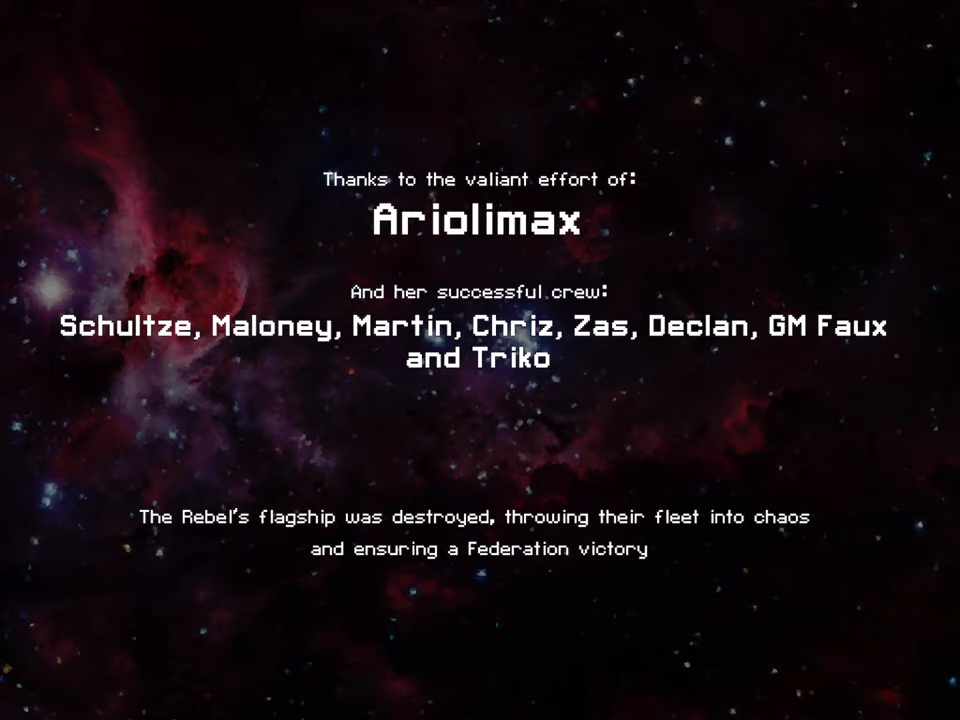 Thanks to the valiant effort of:
Ariolimax
And her successful crew:
Schultze, Maloney, Martin, Chriz, Zas, Declan, GM Faux
and Triko
The Rebel's flagship was destroyed, throwing their fleet into chaos
and ensuring a Federation victory